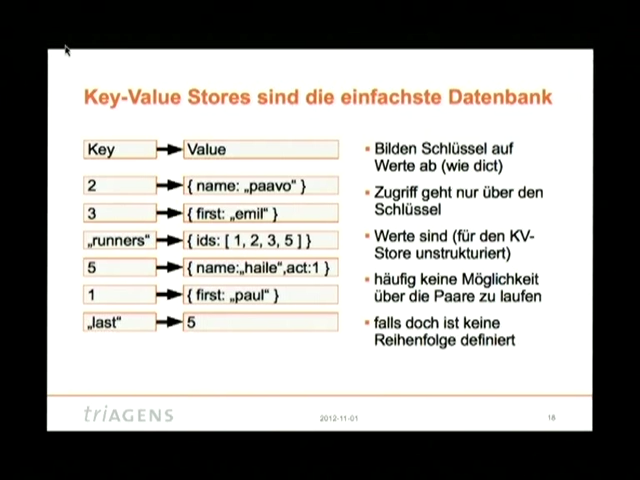 Key-Value Stores sind die einfachste Datenbank
Key
Value
2
{ name: „paavo“ }
3
{ first: „emil“ }
„runners“
{ ids: [ 1, 2, 3, 5 ] }
5
{ name:„haile“,act:1 }
1
{ first: „paul“ }
„last“
5
Bilden Schlüssel auf
Werte ab (wie dict)
Zugriff geht nur über den
Schlüssel
Werte sind (für den KV-
Store unstrukturiert)
häufig keine Möglichkeit
über die Paare zu laufen
falls doch ist keine
Reihenfolge definiert
triAGENS
2012-11-01
18